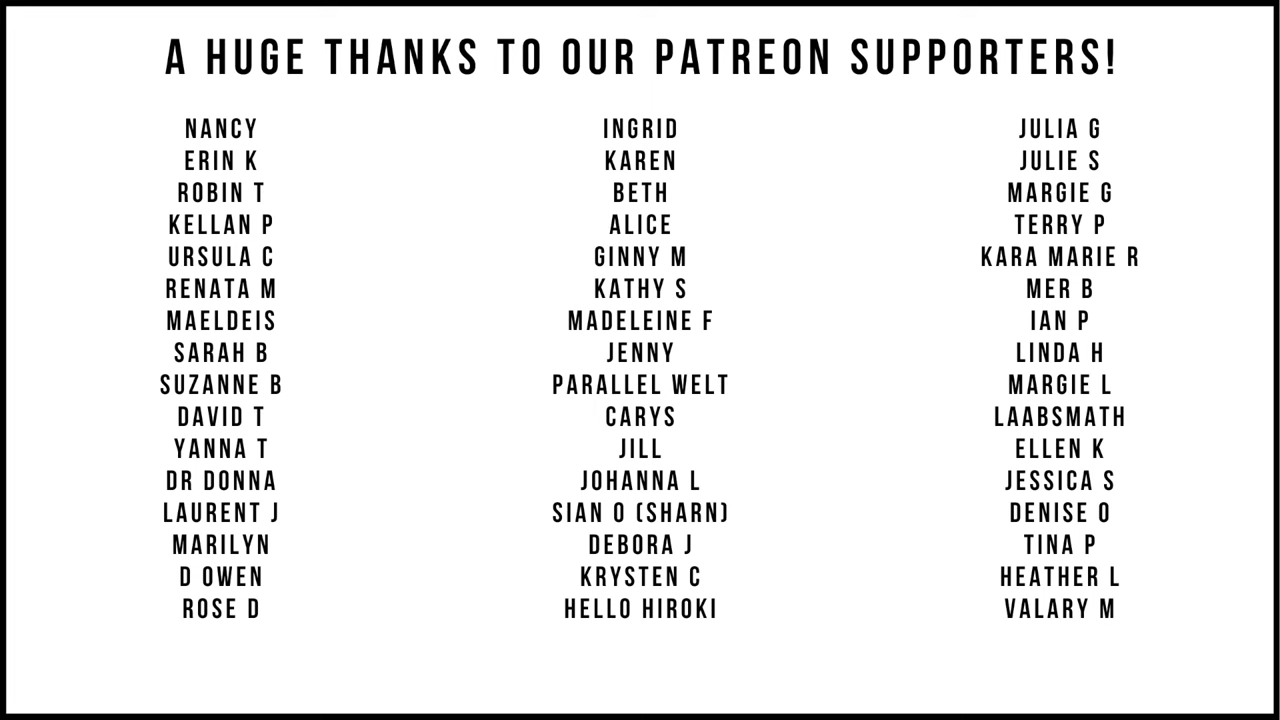 A HUGE THANKS TO OUR PATREON SUPPORTERS!
NANCY
ERIN K
ROBIN T
KELLAN P
URSULA C
RENATA M
MAELDEIS
SARAH B
SUZANNE B
DAVID T
YANNA T
DR DONNA
LAURENT J
MARILYN
D OWEN
ROSE D
INGRID
KAREN
BETH
ALICE
GINNY M
KATHY S
MADELEINE F
JENNY
PARALLEL WELT
CARYS
JILL
JOHANNA L
SIAN O (SHARN)
DEBORA J
KRYSTEN C
HELLO HIROKI
JULIA G
JULIE S
MARGIE G
TERRY P
KARA MARIE R
MER B
IAN P
LINDA H
MARGIE L
LAABSMATH
ELLEN K
JESSICA S
DENISE O
TINA P
HEATHER L
VALARY M